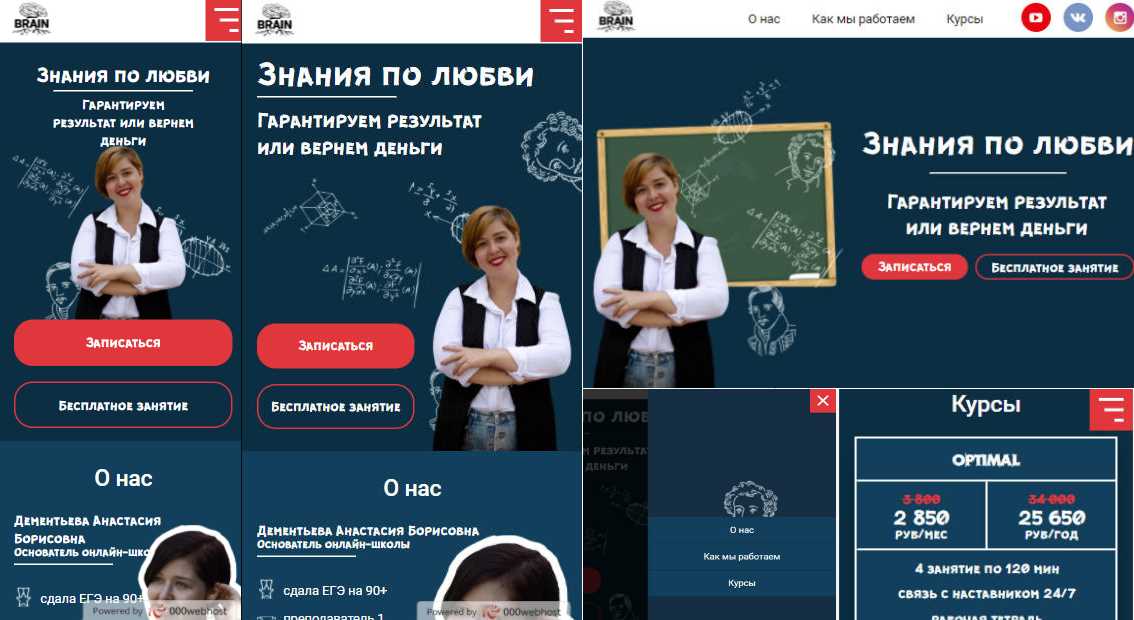 BRAIN
Знания по любви
Гарантируем
результат или вернем
деньги
Записаться
Бесплатное занятие
О нас
Дементьева Анастасия
Борисовна
Основатель онлайн-шко
сдала ЕГЭ на 90+
Powered by 000webhost
BRAIN
Знания по любви
Гарантируем результат
или вернем деньги
Записаться
Бесплатное занятие
О нас
Дементьева Анастасия Борисовна
Основатель онлайн-школы
сдала ЕГЭ на 90+
преподаватель 1
Powered by 000webhost
BRAIN
О нас Как мы работаем Курсы
Знания по любви
Гарантируем результат
или вернем деньги
Записаться Бесплатное занятие
ПО ЛЮБВ
РЕЗУЛЬТА
ДЕНЬГИ
О нас
Как мы работаем
Курсы
Курсы
OPTIMAL
3 800 34 000
2 850 25 650
руб/мес руб/год
4 занятие по 120 мин
связь с наставником 24/7
рабочая тетрадь